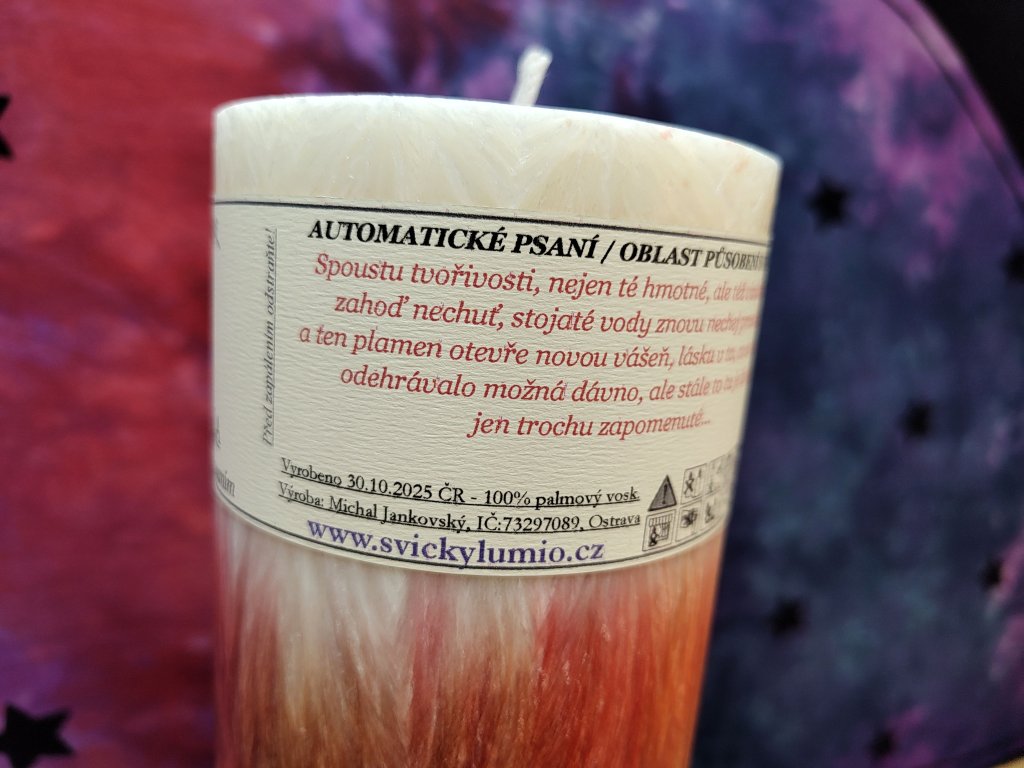 AUTOMATICKÉ PSANÍ / OBLAST PŮSOBENÍ
Spoustu tvořivosti, nejen té hmotné, ale
zahoď nechuť, stojaté vody znovu nechej
a ten plamen otevře novou vášeň, lásku v
odehrávalo možná dávno, ale stále to
jen trochu zapomenuté...
Před zapálením odstraňte!
Vyrobeno 30.10.2025 ČR - 100% palmový vosk
Výroba: Michal Jankovský, IČ:73297089, Ostrava
www.svickylumio.cz